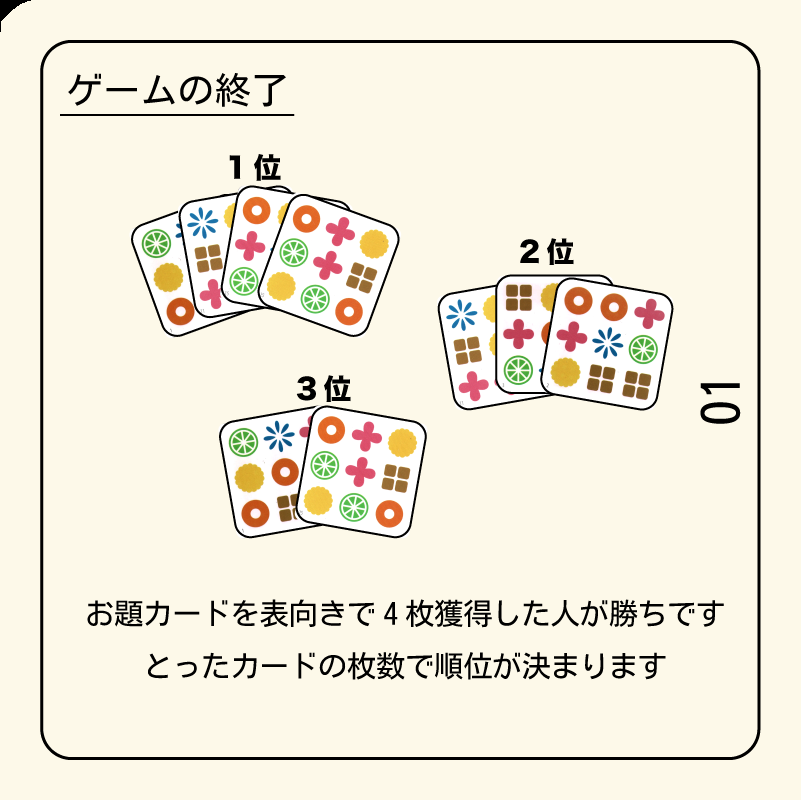 ゲームの終了
1位
2位
3位
01
お題カードを表向きで4枚獲得した人が勝ちです
とったカードの枚数で順位が決まります